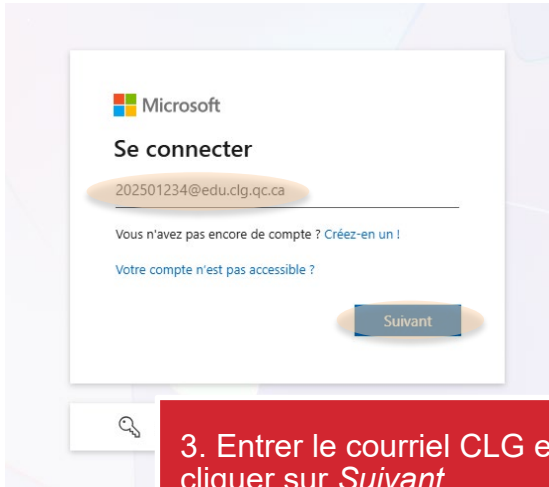 Microsoft
Se connecter
202501234@edu.clg.qc.ca
Vous n'avez pas encore de compte ? Créez-en un !
Votre compte n'est pas accessible ?
Suivant
3. Entrer le courriel CLG e
cliquer sur Suivant